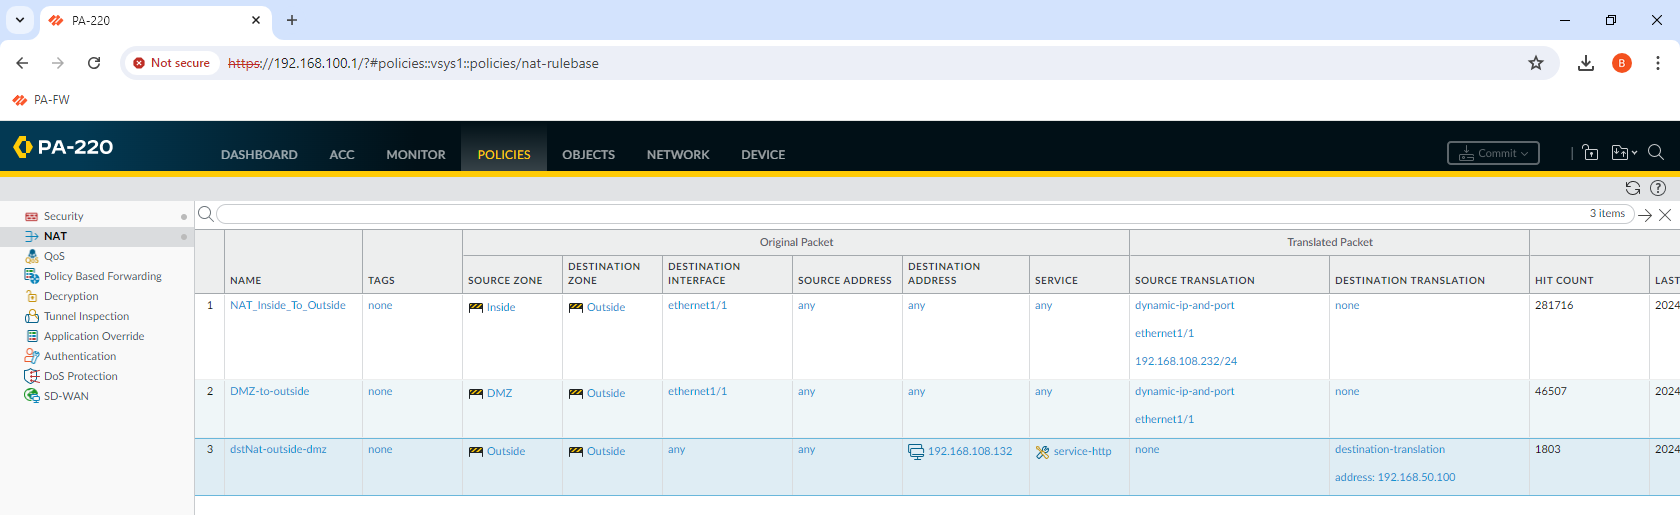 PA-220
Not secure https://192.168.100.1/?#policies::vsys1::policies/nat-rulebase B
PA-FW
PA-220 DASHBOARD ACC MONITOR POLICIES OBJECTS NETWORK DEVICE Commit
Security
NAT
QoS
Policy Based Forwarding
Decryption
Tunnel Inspection
Application Override
Authentication
DoS Protection
SD-WAN
3 items
Original Packet Translated Packet
NAME TAGS SOURCE ZONE DESTINATION ZONE DESTINATION INTERFACE SOURCE ADDRESS DESTINATION ADDRESS SERVICE SOURCE TRANSLATION DESTINATION TRANSLATION HIT COUNT LAST
1 NAT_Inside_To_Outside none Inside Outside ethernet1/1 any any any dynamic-ip-and-port none 281716 2024
ethernet1/1
192.168.108.232/24
2 DMZ-to-outside none DMZ Outside ethernet1/1 any any any dynamic-ip-and-port none 46507 2024
ethernet1/1
3 dstNat-outside-dmz none Outside Outside any any 192.168.108.132 service-http none destination-translation 1803 2024
address: 192.168.50.100